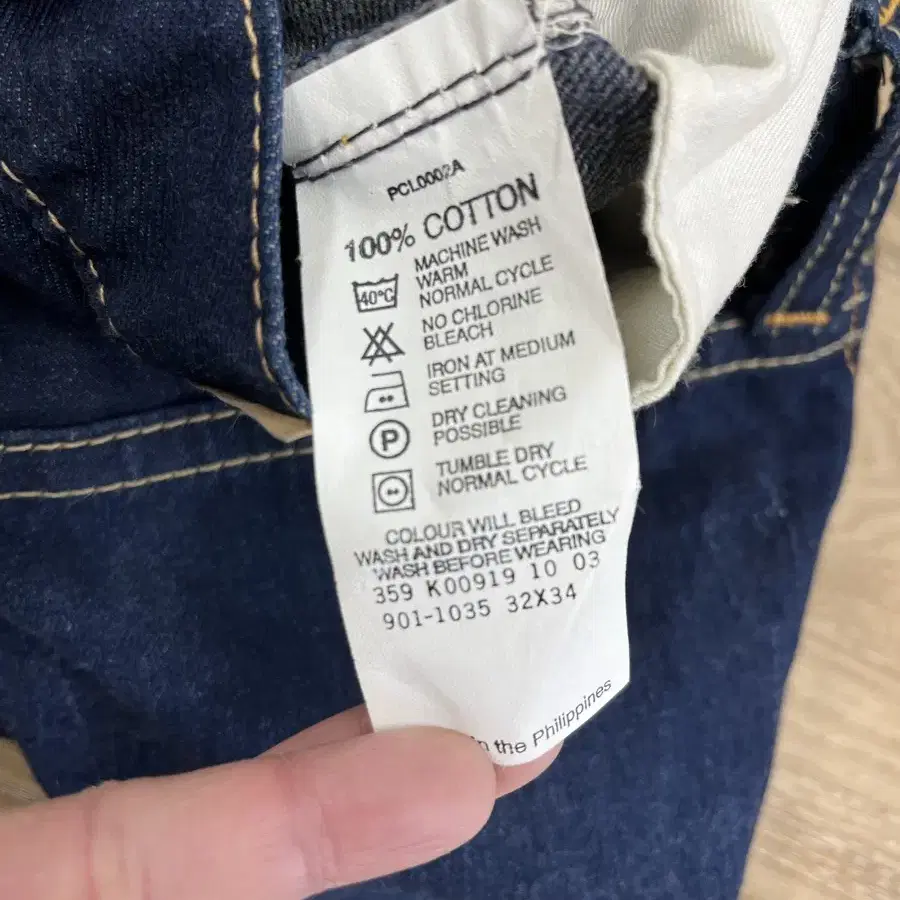 PCL0002A
100% COTTON
40°C
MACHINE WASH
WARM
NORMAL CYCLE
NO CHLORINE
BLEACH
IRON AT MEDIUM
SETTING
P
DRY CLEANING
POSSIBLE
TUMBLE DRY
NORMAL CYCLE
COLOUR WILL BLEED
WASH AND DRY SEPARATELY
WASH BEFORE WEARING
359 K00919 10 03
901-1035 32X34
in the Philippines